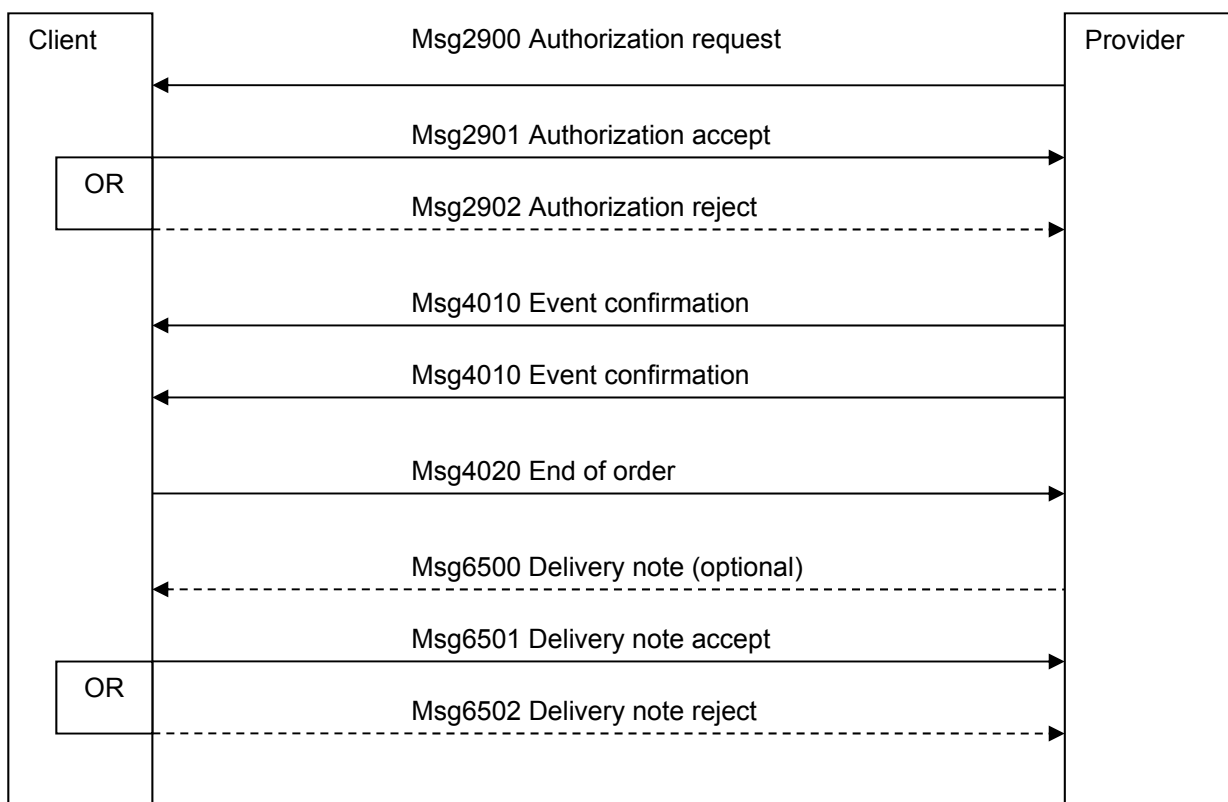 Client
Msg2900 Authorization request
Provider
Msg2901 Authorization accept
OR
Msg2902 Authorization reject
Msg4010 Event confirmation
Msg4010 Event confirmation
Msg4020 End of order
Msg6500 Delivery note (optional)
Msg6501 Delivery note accept
OR
Msg6502 Delivery note reject